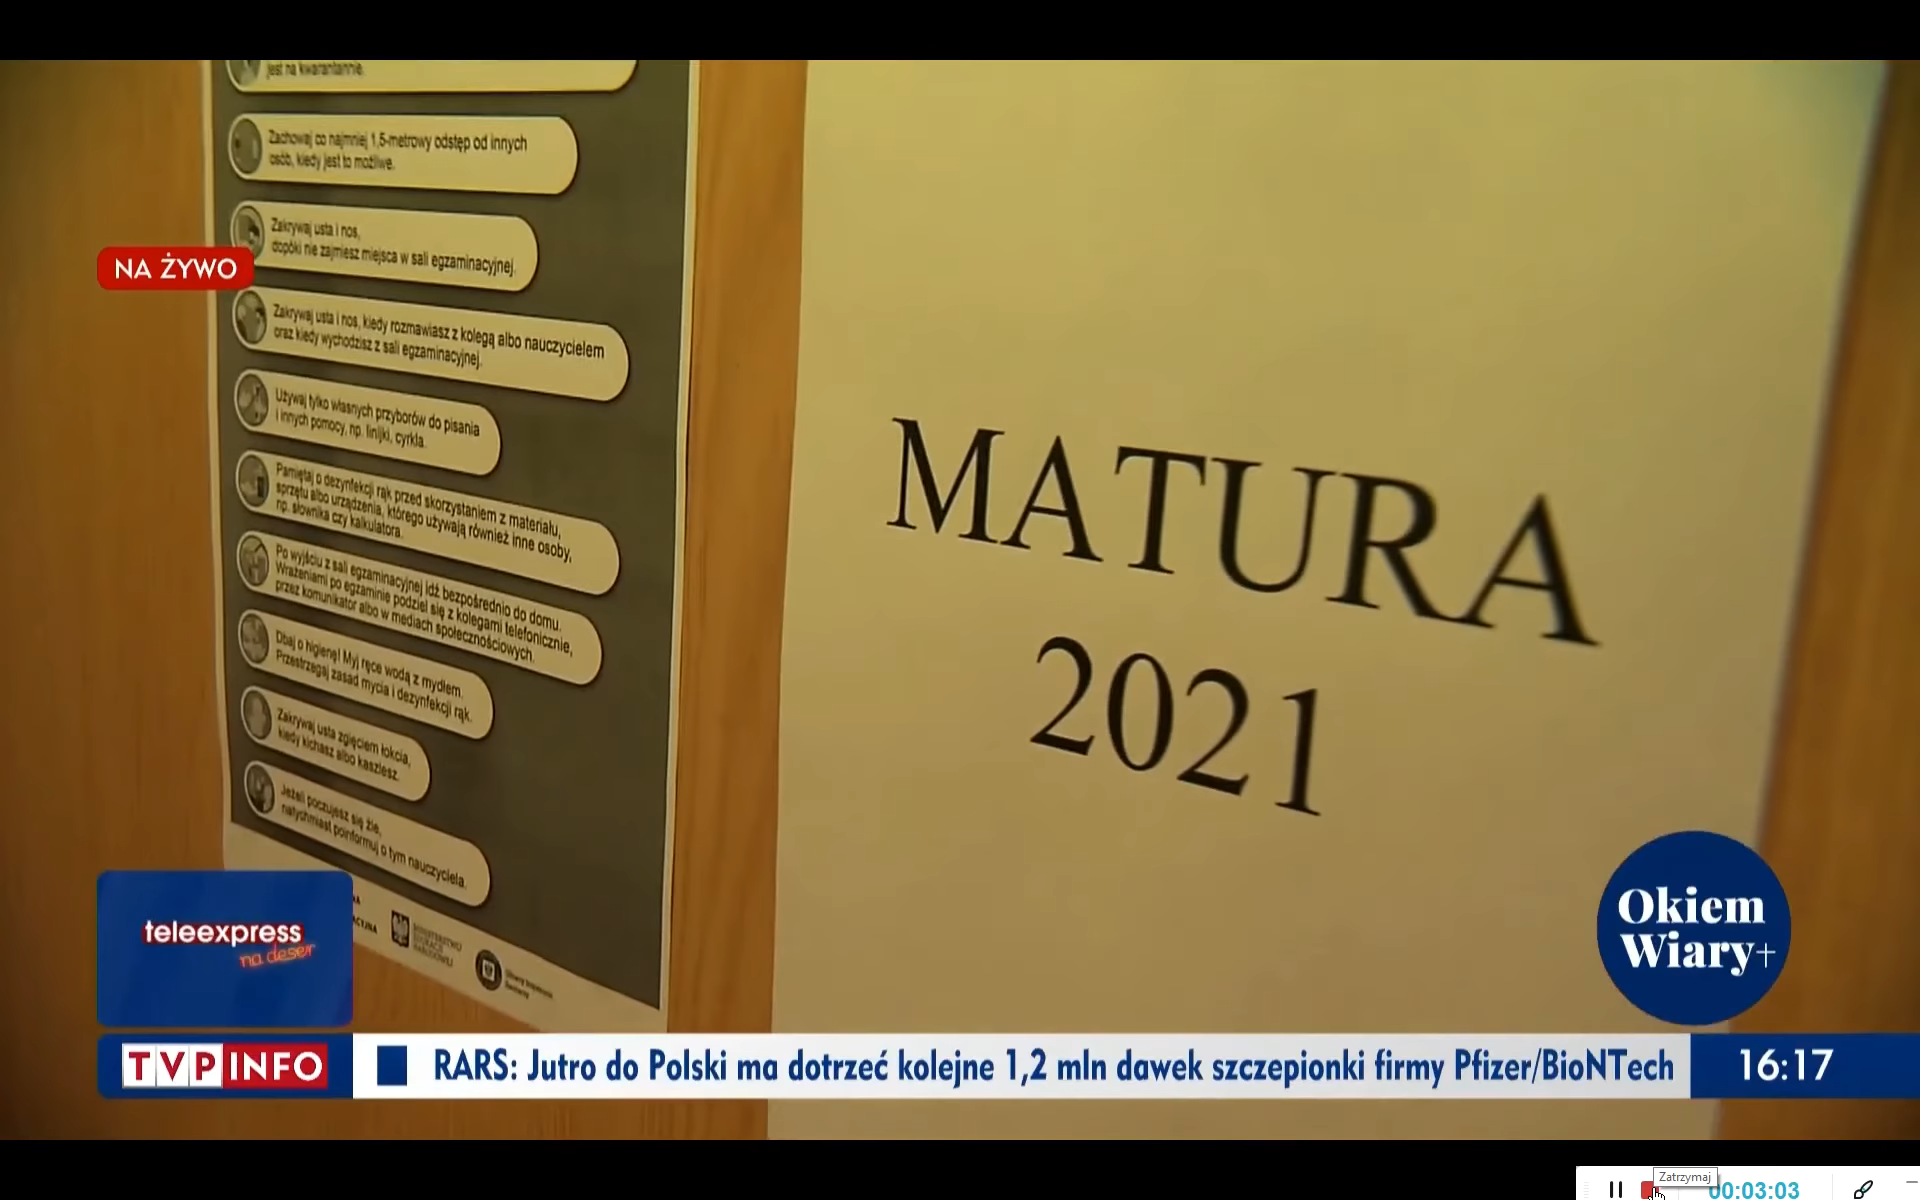 jest na kwarantannie.
Zachowaj co najmniej 1,5-metrowy odstęp od innych
osób, kiedy jest to możliwe.
Zakrywaj usta i nos,
dopóki nie zajmiesz miejsca w sali egzaminacyjnej.
Zakrywaj usta i nos, kiedy rozmawiasz z kolegą albo nauczycielem
oraz kiedy wychodzisz z sali egzaminacyjnej.
Używaj tylko własnych przyborów do pisania
i innych pomocy, np. linijki, cyrkla.
Pamiętaj o dezynfekcji rąk przed skorzystaniem z materiału,
sprzętu albo urządzenia, którego używają również inne osoby,
np. słownika czy kalkulatora.
Po wyjściu z sali egzaminacyjnej idź bezpośrednio do domu.
Wrażeniami po egzaminie podziel się z kolegami telefonicznie,
przez komunikator albo w mediach społecznościowych.
Dbaj o higienę! Myj ręce wodą z mydłem.
Przestrzegaj zasad mycia i dezynfekcji rąk.
Zakrywaj usta zgięciem łokcia,
kiedy kichasz albo kaszlesz.
Jeżeli poczujesz się źle,
natychmiast poinformuj o tym nauczyciela.
MATURA
2021
NA ŻYWO
teleexpress
na deser
Okiem
Wiary+
TVP INFO
RARS: Jutro do Polski ma dotrzeć kolejne 1,2 mln dawek szczepionki firmy Pfizer/BioNTech
16:17
Zatrzymaj
00:03:03